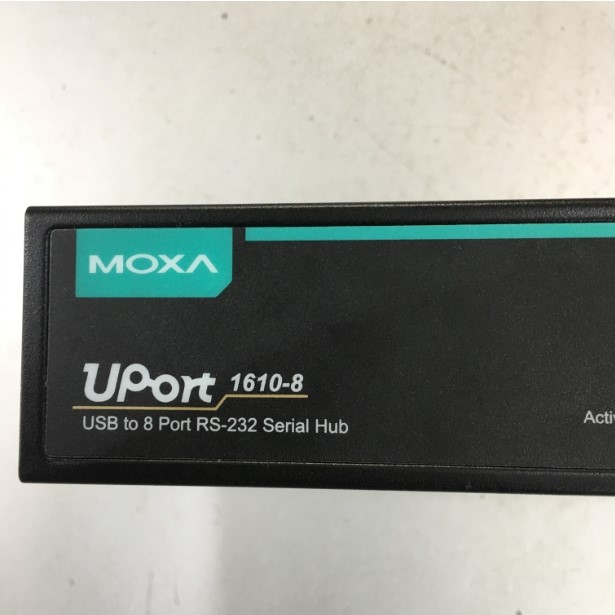 MOXA
UPort 1610-8
USB to 8 Port RS-232 Serial Hub
Activ